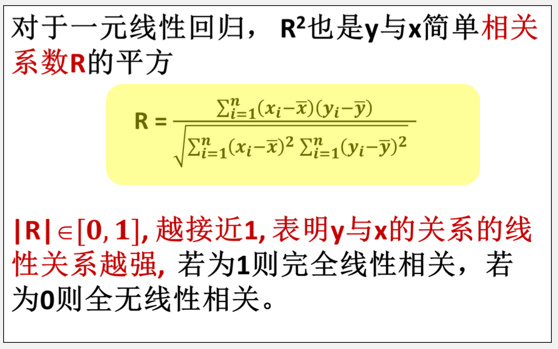 对于一元线性回归， R²也是y与x简单相关
系数R的平方
R = \frac{\sum_{i=1}^{n}(x_i-\bar{x})(y_i-\bar{y})}{\sqrt{\sum_{i=1}^{n}(x_i-\bar{x})^2 \sum_{i=1}^{n}(y_i-\bar{y})^2}}
|R|∈[0,1], 越接近1, 表明y与x的关系的线
性关系越强, 若为1则完全线性相关，若
为0则全无线性相关。